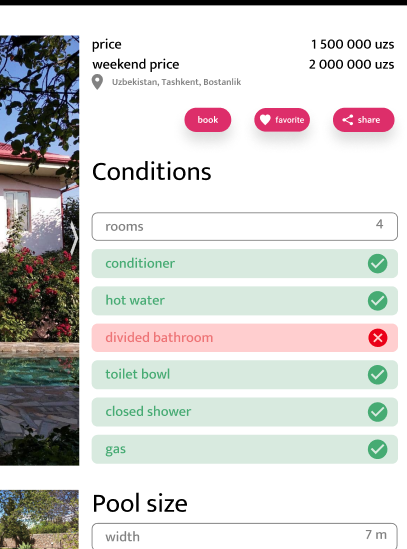 price 1 500 000 uzs
weekend price 2 000 000 uzs
Uzbekistan, Tashkent, Bostanlik
book favorite share
Conditions
rooms 4
conditioner
hot water
divided bathroom
toilet bowl
closed shower
gas
Pool size
width 7 m